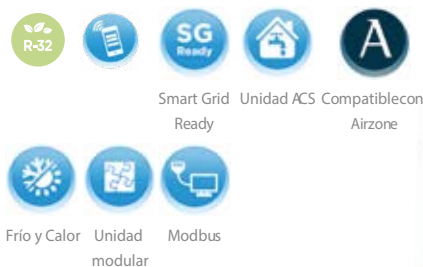 R-32
SG
Ready
A
Smart Grid Unidad ACS Compatiblecon
Ready Airzone
Frío y Calor Unidad Modbus
modular